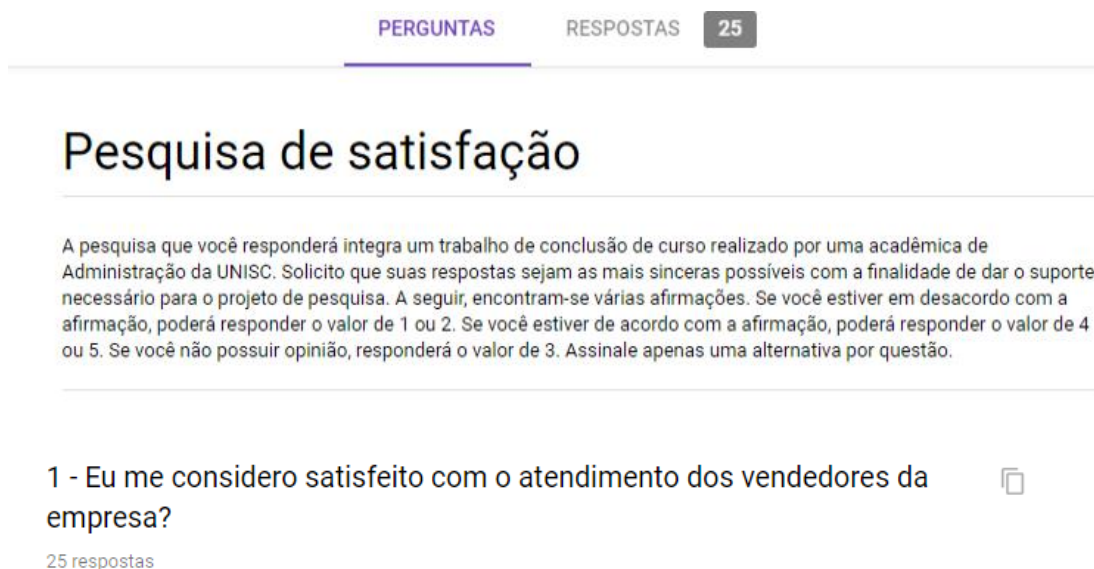 PERGUNTAS RESPOSTAS 25
Pesquisa de satisfação
A pesquisa que você responderá integra um trabalho de conclusão de curso realizado por uma acadêmica de
Administração da UNISC. Solicito que suas respostas sejam as mais sinceras possíveis com a finalidade de dar o suporte
necessário para o projeto de pesquisa. A seguir, encontram-se várias afirmações. Se você estiver em desacordo com a
afirmação, poderá responder o valor de 1 ou 2. Se você estiver de acordo com a afirmação, poderá responder o valor de 4
ou 5. Se você não possuir opinião, responderá o valor de 3. Assinale apenas uma alternativa por questão.
1 - Eu me considero satisfeito com o atendimento dos vendedores da
empresa?
25 respostas